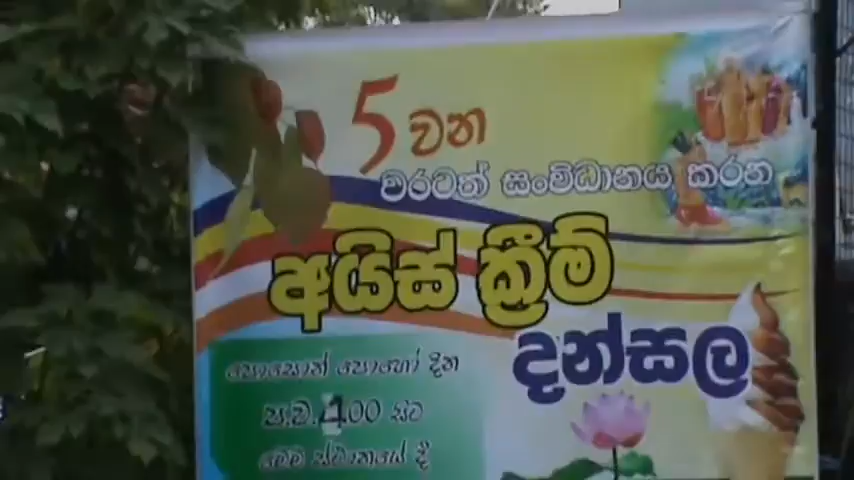 5 වන
වරටත් සංවිධානය කරන
අයිස් ක්‍රීම්
දන්සල
පොසොන් පොහෝ දින
ප.ව.4.00 සිට
මෙම ස්ථානයේ දී